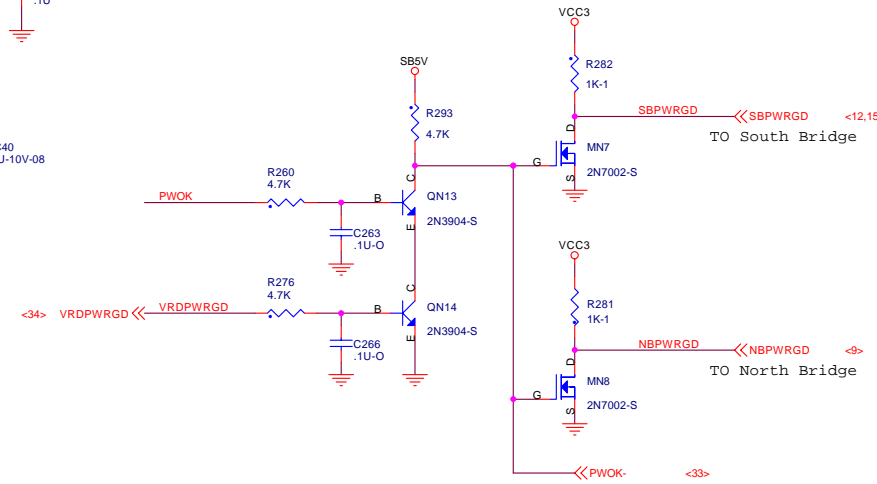 .1U
VCC3
R282
1K-1
SB5V
SBPWRGD
SBPWRGD
<12,15
TO South Bridge
R293
4.7K
D
MN7
G
S
2N7002-S
U-10V-08
R260
4.7K
PWOK
B
C
QN13
E
2N3904-S
C263
.1U-O
VCC3
R276
4.7K
<34>
VRDPWRGD
VRDPWRGD
B
C
QN14
E
2N3904-S
C266
.1U-O
R281
1K-1
NBPWRGD
NBPWRGD
<9>
TO North Bridge
D
MN8
G
S
2N7002-S
PWOK-
<33>